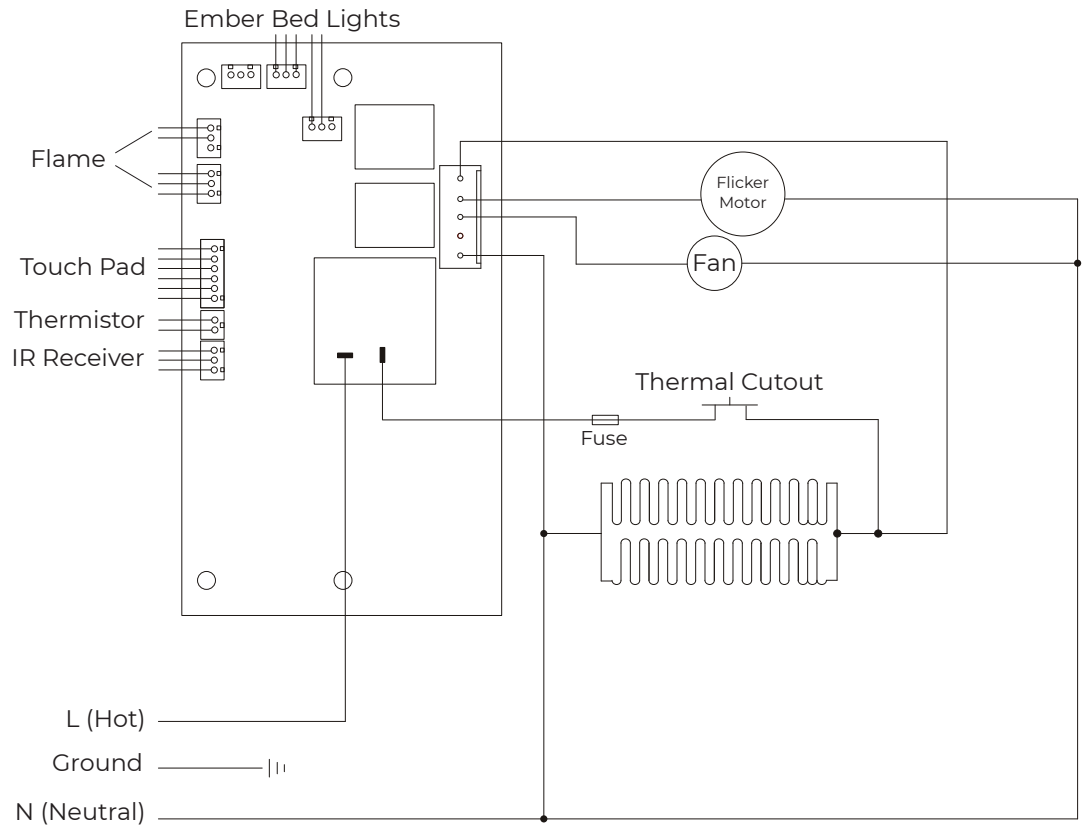 Ember Bed Lights
Flame
Flicker
Motor
Fan
Touch Pad
Thermistor
IR Receiver
Thermal Cutout
Fuse
L (Hot)
Ground
N (Neutral)